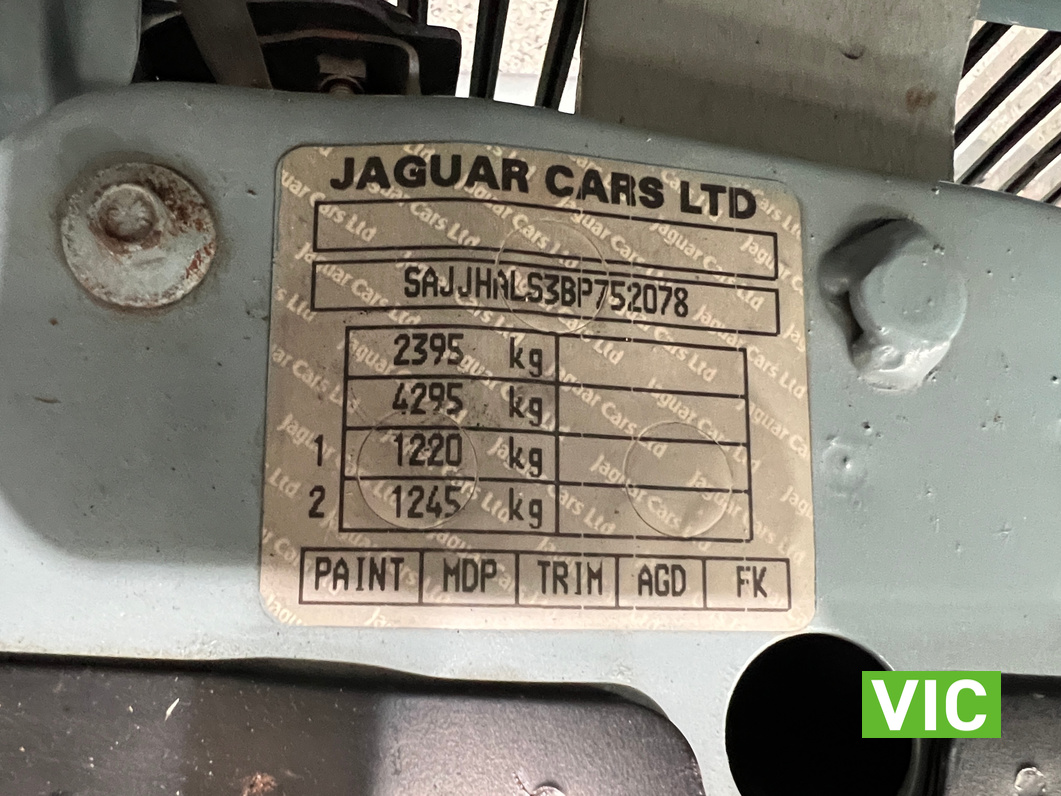 JAGUAR CARS LTD
SAJJHALS3BP752078
2395 kg
4295 kg
1 1220 kg
2 1245 kg
PAINT MDP TRIM AGD FK
VIC